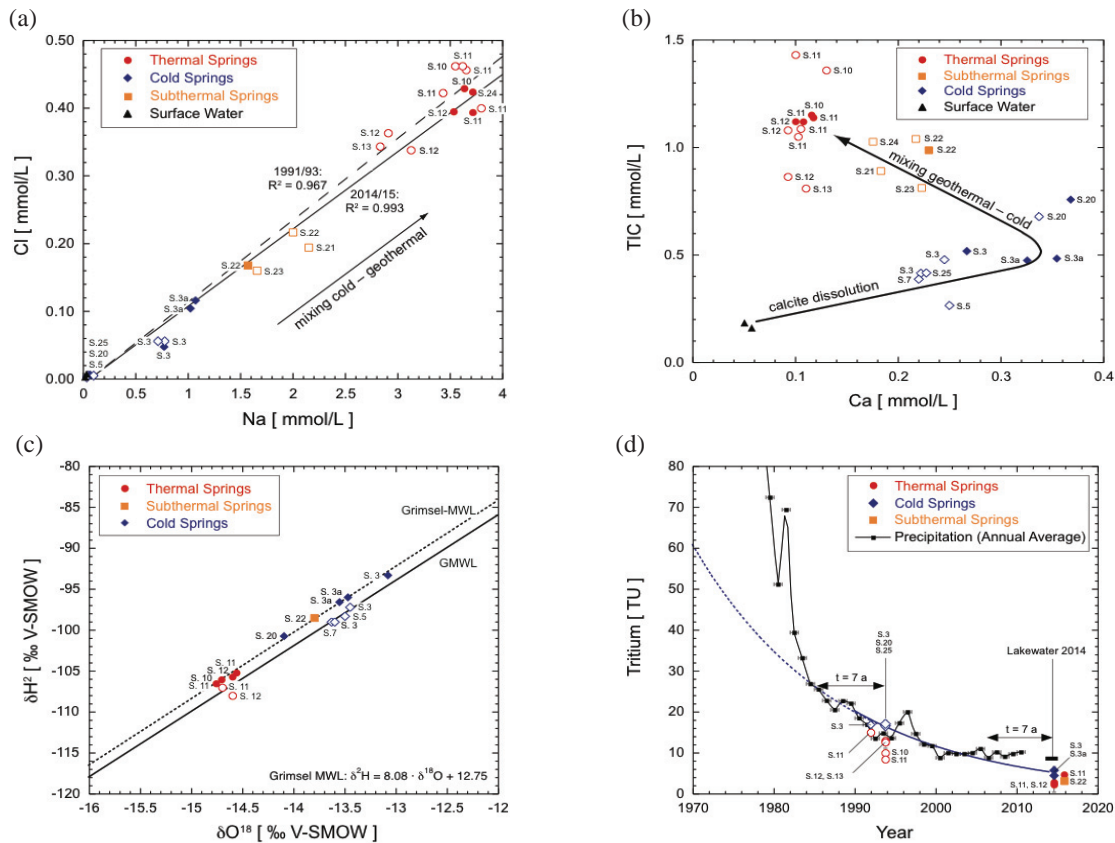 (a)
0.50
0.40
0.30
0.20
0.10
0.00
Cl [ mmol/L ]
Thermal Springs
Cold Springs
Subthermal Springs
Surface Water
S.11
S.10
S.11
S.10
S.11
S.24
S.12
S.11
S.11
S.12
S.13
S.12
1991/93:
R² = 0.967
2014/15:
R² = 0.993
S.22
S.21
S.22
S.23
mixing cold – geothermal
S.3a
S.3a
S.3
S.3
S.3
S.25
S.20
S.5
0 0.5 1 1.5 2 2.5 3 3.5 4
Na [ mmol/L ]
(b)
1.5
1.0
0.5
0.0
TIC [ mmol/L ]
Thermal Springs
Subthermal Springs
Cold Springs
Surface Water
S.11
S.10
S.10
S.11
S.12
S.11
S.12
S.11
S.11
S.12
S.13
S.24
S.22
S.22
S.21
S.23
mixing geothermal – cold
S.20
S.20
S.3
S.3a
S.3a
S.3
S.3
S.25
S.7
S.5
calcite dissolution
0.0 0.1 0.2 0.3 0.4
Ca [ mmol/L ]
(c)
-80
-85
-90
-95
-100
-105
-110
-115
-120
δH² [ ‰ V-SMOW ]
Thermal Springs
Subthermal Springs
Cold Springs
Grimsel-MWL
GMWL
S. 3
S. 3a
S. 3a
S.3
S.5
S. 3
S.7
S. 22
S. 20
S. 11
S. 12
S. 10
S. 11
S. 11
S. 12
Grimsel MWL: δ²H = 8.08 · δ¹⁸O + 12.75
-16 -15 -14 -13 -12
δO¹⁸ [ ‰ V-SMOW ]
(d)
80
70
60
50
40
30
20
10
0
Tritium [ TU ]
Thermal Springs
Cold Springs
Subthermal Springs
Precipitation (Annual Average)
S.3
S.20
S.25
Lakewater 2014
t = 7 a
t = 7 a
S.3
S.11
S.10
S.11
S.12, S.13
S.3
S.3a
S.11
S.22
S.11, S.12
1970 1980 1990 2000 2010 2020
Year